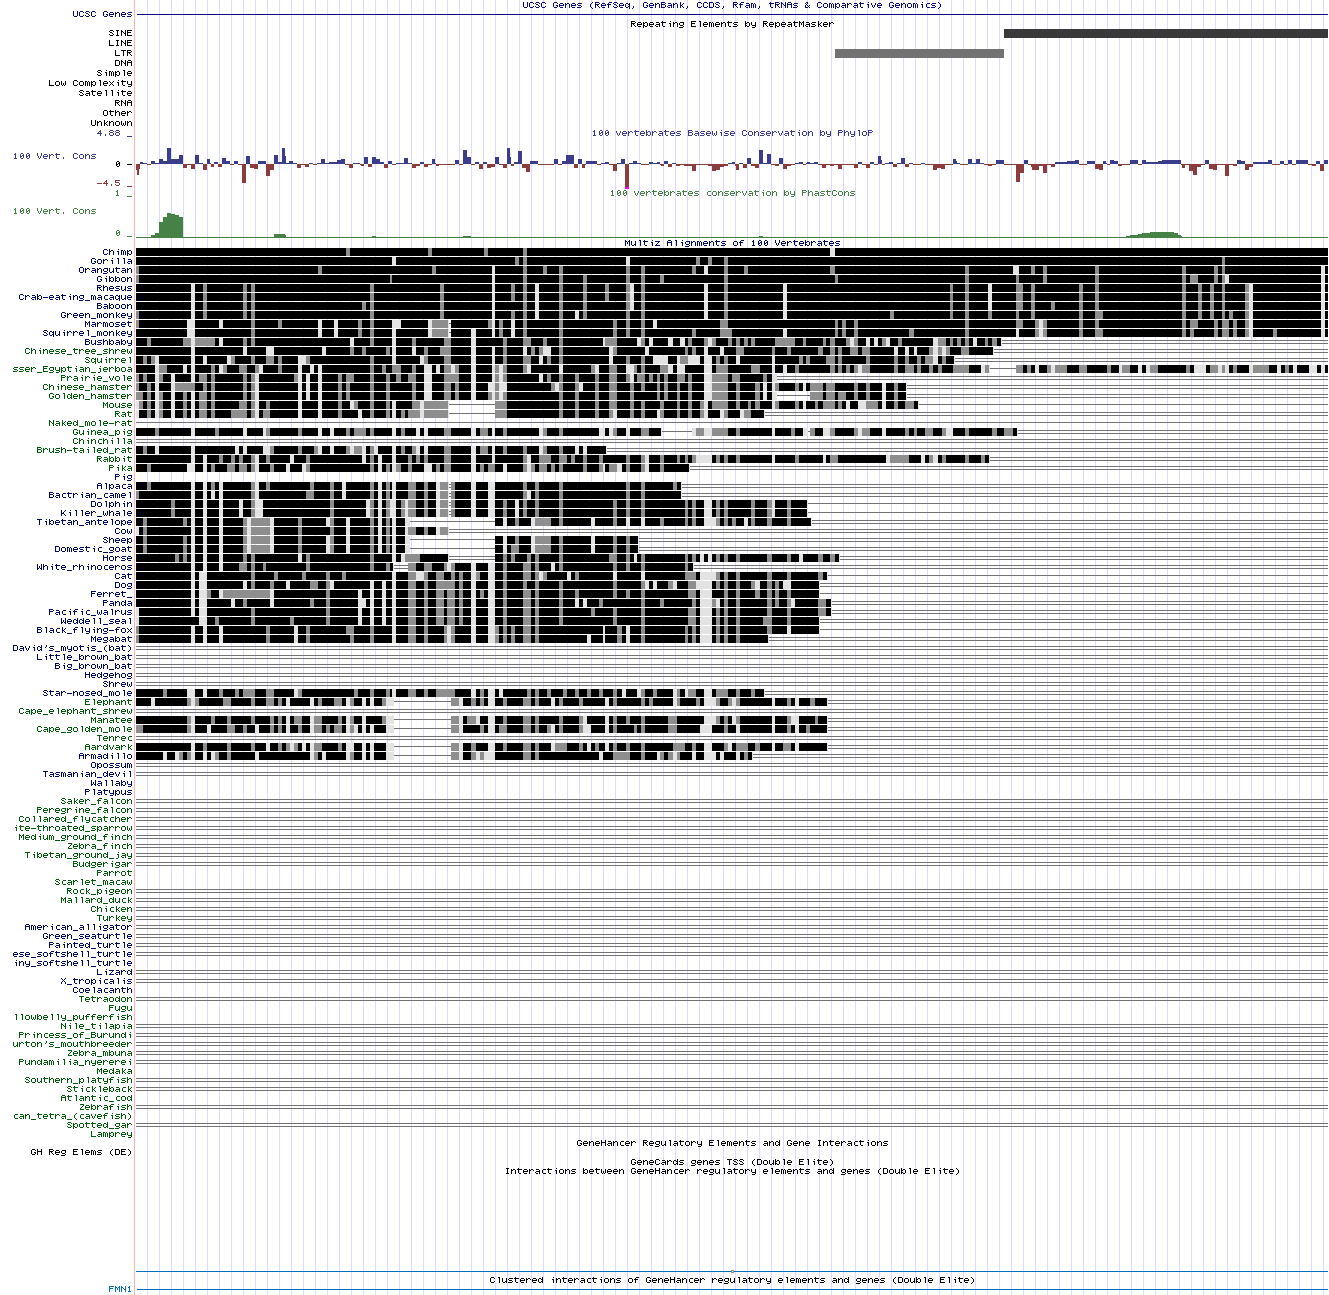 UCSC Genes (RefSeq, GenBank, CCDS, Rfam, tRNAs & Comparative Genomics)
UCSC Genes
Repeating Elements by RepeatMasker
SINE
LINE
LTR
DNA
Simple
Low Complexity
Satellite
RNA
Other
Unknown
4.88 _
100 vertebrates Basewise Conservation by PhyloP
100 Vert. Cons
0 -
-4.5 _
100 vertebrates conservation by PhastCons
1 _
100 Vert. Cons
0 _
Multiz Alignments of 100 Vertebrates
Chimp
Gorilla
Orangutan
Gibbon
Rhesus
Crab-eating_macaque
Baboon
Green_monkey
Marmoset
Squirrel_monkey
Bushbaby
Chinese_tree_shrew
Squirrel
sser_Egyptian_jerboa
Prairie_vole
Chinese_hamster
Golden_hamster
Mouse
Rat
Naked_mole-rat
Guinea_pig
Chinchilla
Brush-tailed_rat
Rabbit
Pika
Pig
Alpaca
Bactrian_camel
Dolphin
Killer_whale
Tibetan_antelope
Cow
Sheep
Domestic_goat
Horse
White_rhinoceros
Cat
Dog
Ferret_
Panda
Pacific_walrus
Weddell_seal
Black_flying-fox
Megabat
David's_myotis_(bat)
Little_brown_bat
Big_brown_bat
Hedgehog
Shrew
Star-nosed_mole
Elephant
Cape_elephant_shrew
Manatee
Cape_golden_mole
Tenrec
Aardvark
Armadillo
Opossum
Tasmanian_devil
Wallaby
Platypus
Saker_falcon
Peregrine_falcon
Collared_flycatcher
ite-throated_sparrow
Medium_ground_finch
Zebra_finch
Tibetan_ground_jay
Budgerigar
Parrot
Scarlet_macaw
Rock_pigeon
Mallard_duck
Chicken
Turkey
American_alligator
Green_seaturtle
Painted_turtle
ese_softshell_turtle
iny_softshell_turtle
Lizard
X_tropicalis
Coelacanth
Tetraodon
Fugu
llowbelly_pufferfish
Nile_tilapia
Princess_of_Burundi
urton's_mouthbreeder
Zebra_mbuna
Pundamilia_nyererei
Medaka
Southern_platyfish
Stickleback
Atlantic_cod
Zebrafish
can_tetra_(cavefish)
Spotted_gar
Lamprey
GeneHancer Regulatory Elements and Gene Interactions
GH Reg Elems (DE)
GeneCards genes TSS (Double Elite)
Interactions between GeneHancer regulatory elements and genes (Double Elite)
Clustered interactions of GeneHancer regulatory elements and genes (Double Elite)
FMN1